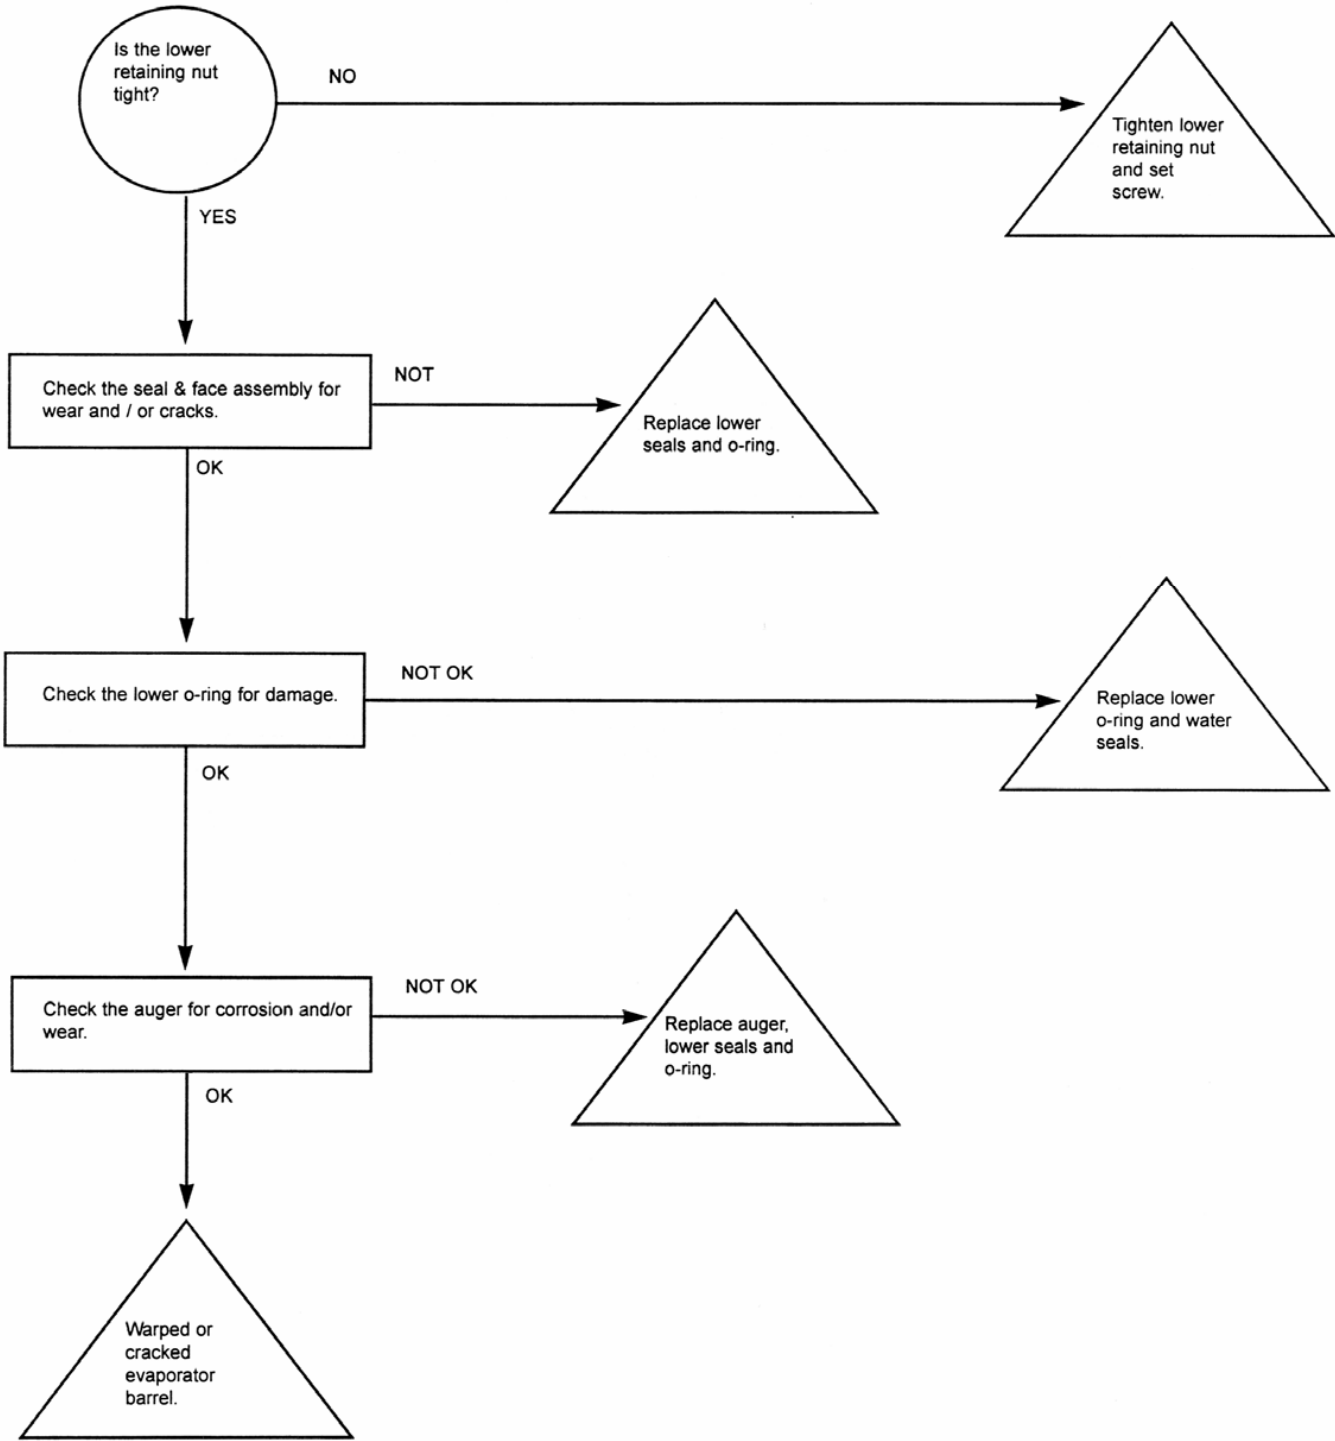 Is the lower
retaining nut
tight?
NO
Tighten lower
retaining nut
and set
screw.
YES
Check the seal & face assembly for
wear and / or cracks.
NOT
Replace lower
seals and o-ring.
OK
Check the lower o-ring for damage.
NOT OK
Replace lower
o-ring and water
seals.
OK
Check the auger for corrosion and/or
wear.
NOT OK
Replace auger,
lower seals and
o-ring.
OK
Warped or
cracked
evaporator
barrel.